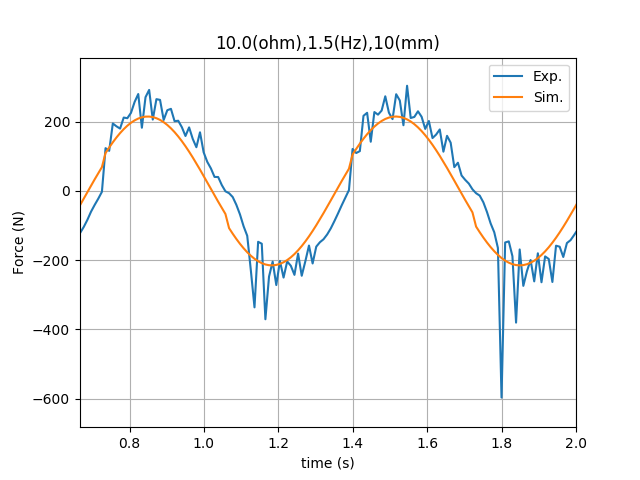 10.0(ohm),1.5(Hz),10(mm)
Exp.
Sim.
Force (N)
200
0
−200
−400
−600
0.8 1.0 1.2 1.4 1.6 1.8 2.0
time (s)